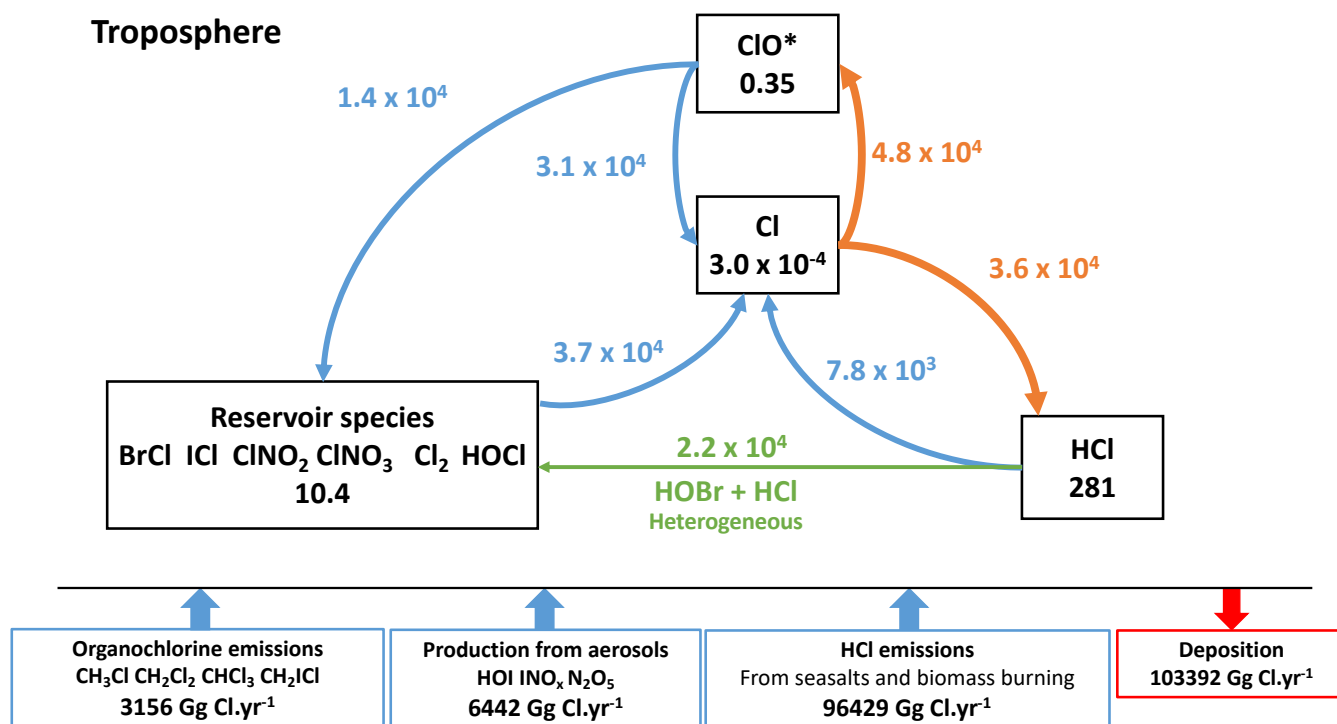 Troposphere
ClO*
0.35
1.4 x 10⁴
3.1 x 10⁴
4.8 x 10⁴
Cl
3.0 x 10⁻⁴
3.6 x 10⁴
3.7 x 10⁴
7.8 x 10³
Reservoir species
BrCl ICl ClNO₂ ClNO₃ Cl₂ HOCl
10.4
2.2 x 10⁴
HOBr + HCl
Heterogeneous
HCl
281
Organochlorine emissions
CH₃Cl CH₂Cl₂ CHCl₃ CH₂ICl
3156 Gg Cl.yr⁻¹
Production from aerosols
HOI INOₓ N₂O₅
6442 Gg Cl.yr⁻¹
HCl emissions
From seasalts and biomass burning
96429 Gg Cl.yr⁻¹
Deposition
103392 Gg Cl.yr⁻¹